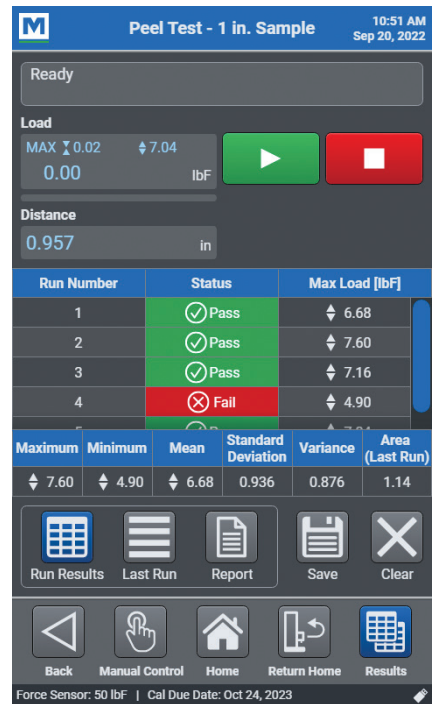 M
Peel Test - 1 in. Sample
10:51 AM
Sep 20, 2022
Ready
Load
MAX 0.02 7.04
0.00 lbF
Distance
0.957 in
Run Number Status Max Load [lbF]
1 Pass 6.68
2 Pass 7.60
3 Pass 7.16
4 Fail 4.90
Maximum Minimum Mean Standard Deviation Variance Area (Last Run)
7.60 4.90 6.68 0.936 0.876 1.14
Run Results Last Run Report Save Clear
Back Manual Control Home Return Home Results
Force Sensor: 50 lbF | Cal Due Date: Oct 24, 2023